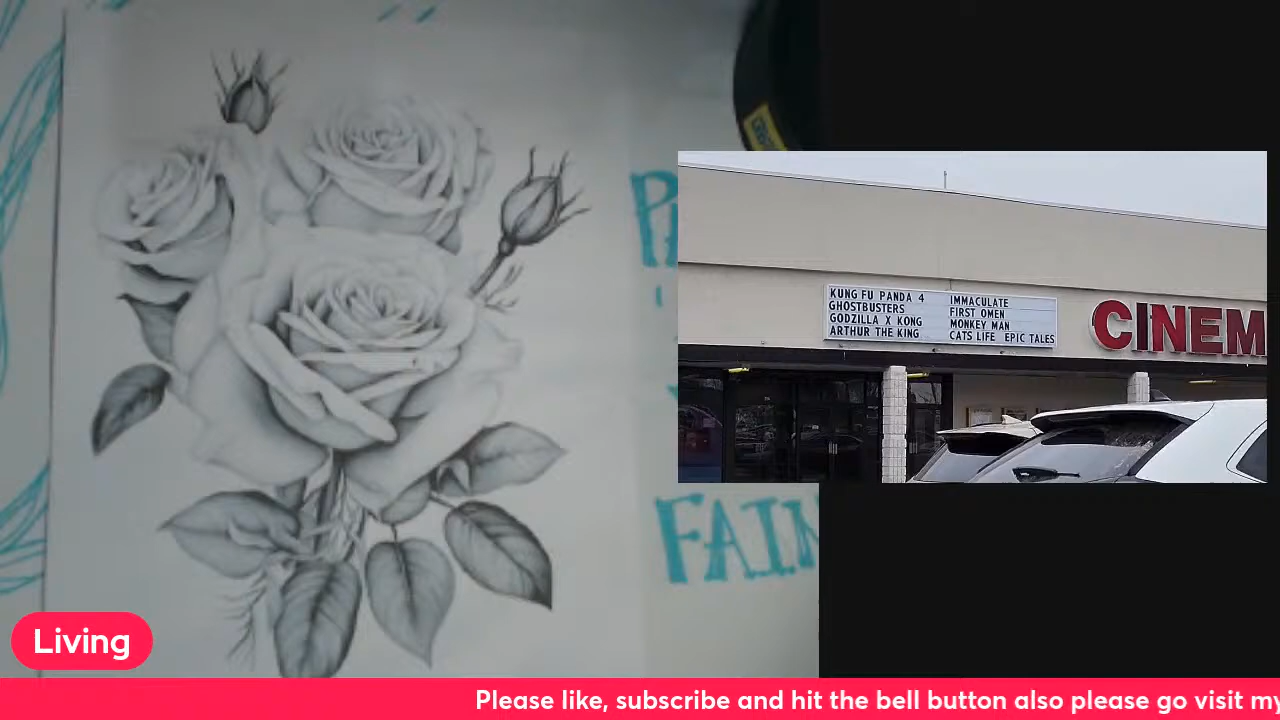 KUNG FU PANDA 4
GHOSTBUSTERS
GODZILLA X KONG
ARTHUR THE KING
IMMACULATE
FIRST OMEN
MONKEY MAN
CATS LIFE EPIC TALES
CINEM
FAIN
Living
Please like, subscribe and hit the bell button also please go visit my